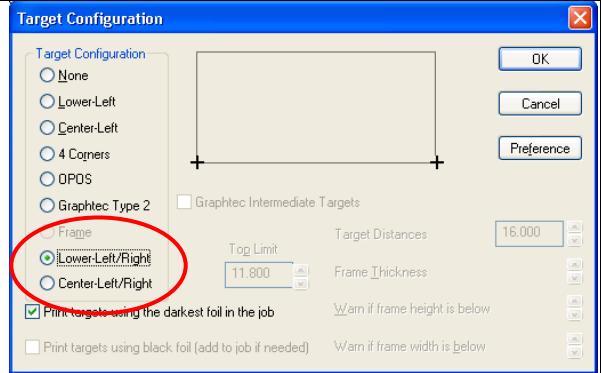 Target Configuration
Target Configuration
None
Lower-Left
Center-Left
4 Corners
OPOS
Graphtec Type 2
Frame
Lower-Left/Right
Center-Left/Right
Print targets using the darkest foil in the job
Print targets using black foil (add to job if needed)
Graphtec Intermediate Targets
Top Limit
11.800
Target Distances
16.000
Frame Thickness
Warn if frame height is below
Warn if frame width is below
OK
Cancel
Preference